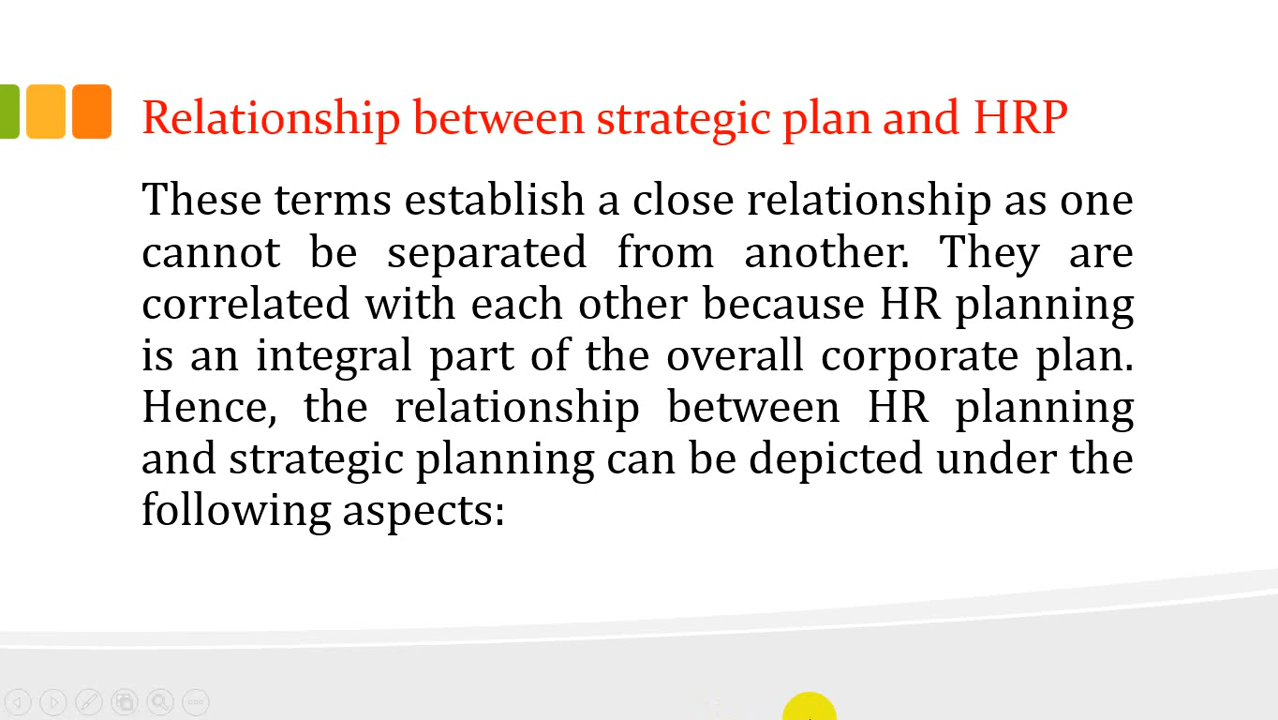 Relationship between strategic plan and HRP
These terms establish a close relationship as one
cannot be separated from another. They are
correlated with each other because HR planning
is an integral part of the overall corporate plan.
Hence, the relationship between HR planning
and strategic planning can be depicted under the
following aspects: